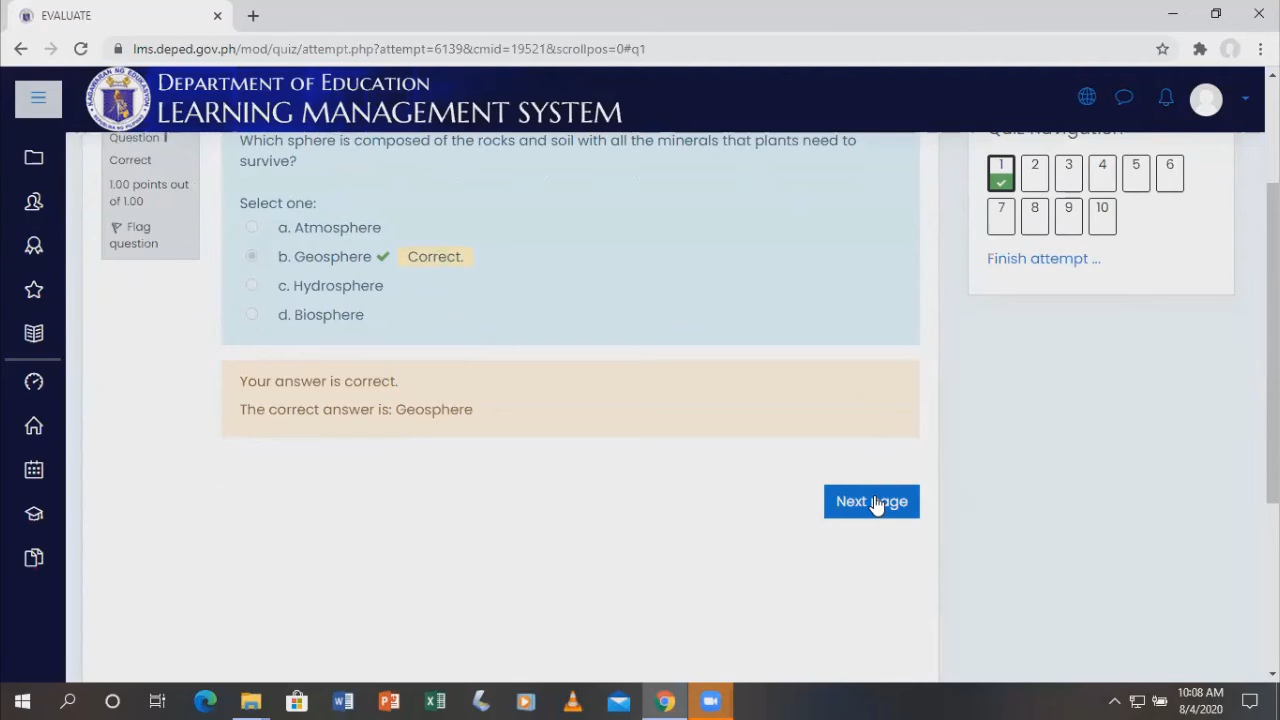 EVALUATE
lms.deped.gov.ph/mod/quiz/attempt.php?attempt=6139&cmid=19521&scrollpos=0#q1
DEPARTMENT OF EDUCATION
LEARNING MANAGEMENT SYSTEM
Question 1
Correct
1.00 points out
of 1.00
Flag
question
Which sphere is composed of the rocks and soil with all the minerals that plants need to
survive?
Select one:
a. Atmosphere
b. Geosphere Correct.
c. Hydrosphere
d. Biosphere
Your answer is correct.
The correct answer is: Geosphere
Next page
Quiz navigation
1 2 3 4 5 6
7 8 9 10
Finish attempt ...
10:08 AM
8/4/2020